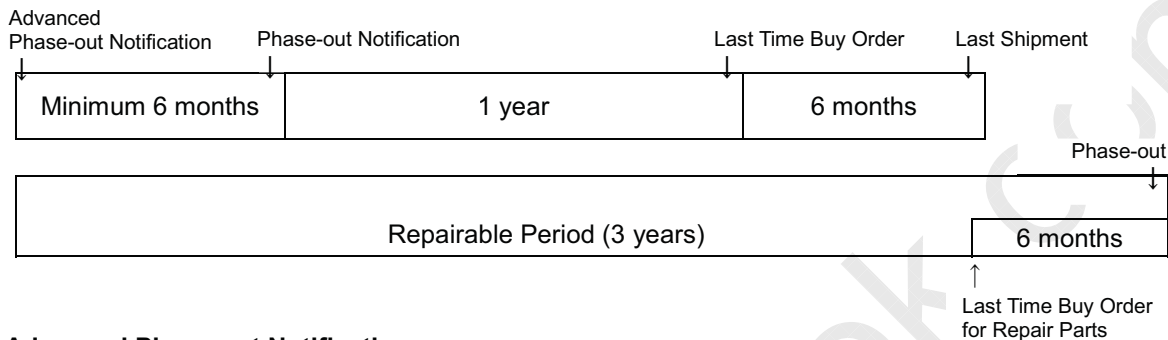 Advanced
Phase-out Notification
Phase-out Notification
Last Time Buy Order
Last Shipment
Minimum 6 months
1 year
6 months
Phase-out
Repairable Period (3 years)
6 months
Last Time Buy Order
for Repair Parts